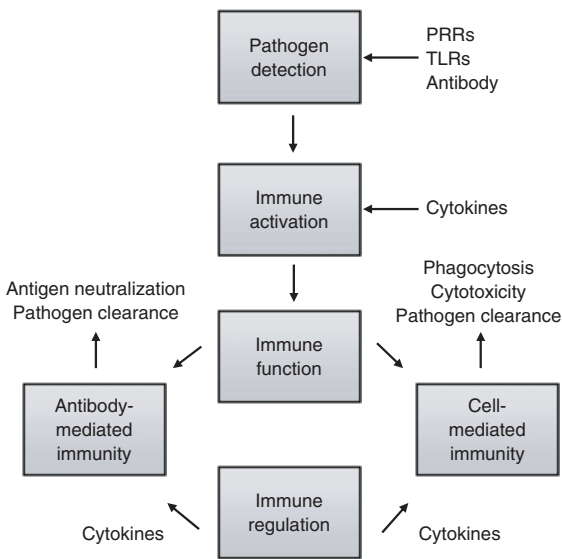 Pathogen
detection
PRRs
TLRs
Antibody
Immune
activation
Cytokines
Antigen neutralization
Pathogen clearance
Phagocytosis
Cytotoxicity
Pathogen clearance
Immune
function
Antibody-
mediated
immunity
Cell-
mediated
immunity
Immune
regulation
Cytokines
Cytokines